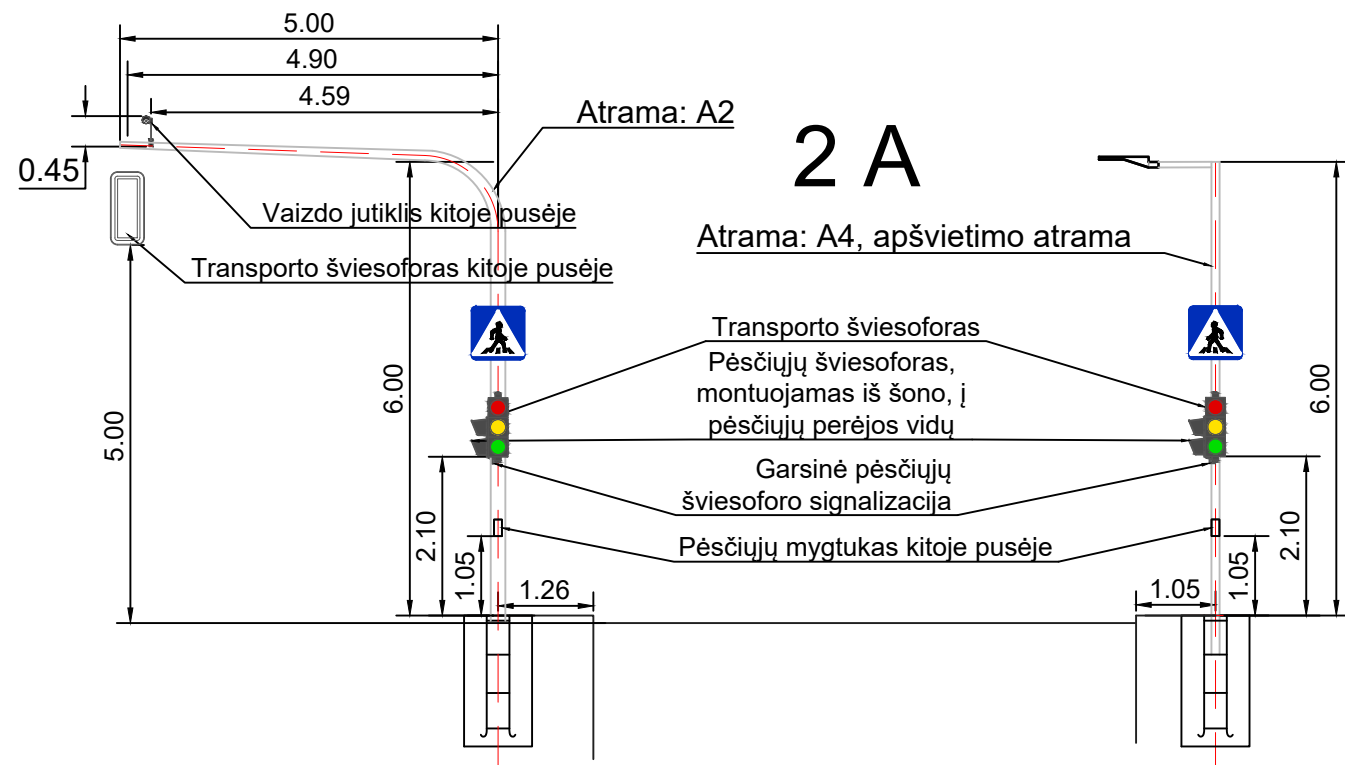 5.00
4.90
4.59
Atrama: A2
2 A
0.45
Vaizdo jutiklis kitoje pusėje
Atrama: A4, apšvietimo atrama
Transporto šviesoforas kitoje pusėje
Transporto šviesoforas
Pėsčiųjų šviesoforas,
montuojamas iš šono, į
pėsčiųjų perėjos vidų
6.00
6.00
5.00
Garsinė pėsčiųjų
šviesoforo signalizacija
2.10
2.10
Pėsčiųjų mygtukas kitoje pusėje
1.05
1.05
1.26
1.05